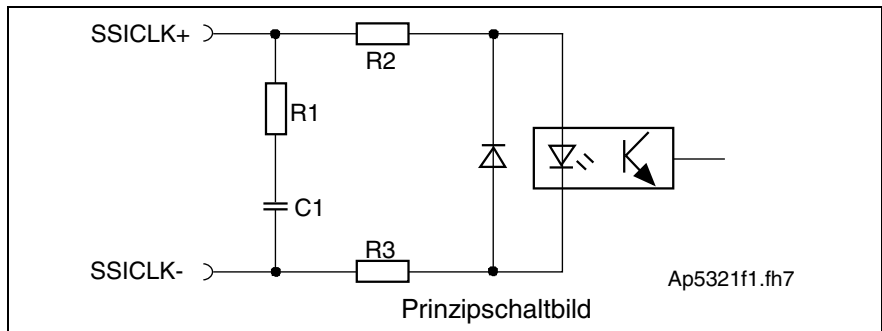 SSICLK+
R2
R1
C1
R3
SSICLK-
Ap5321f1.fh7
Prinzipschaltbild